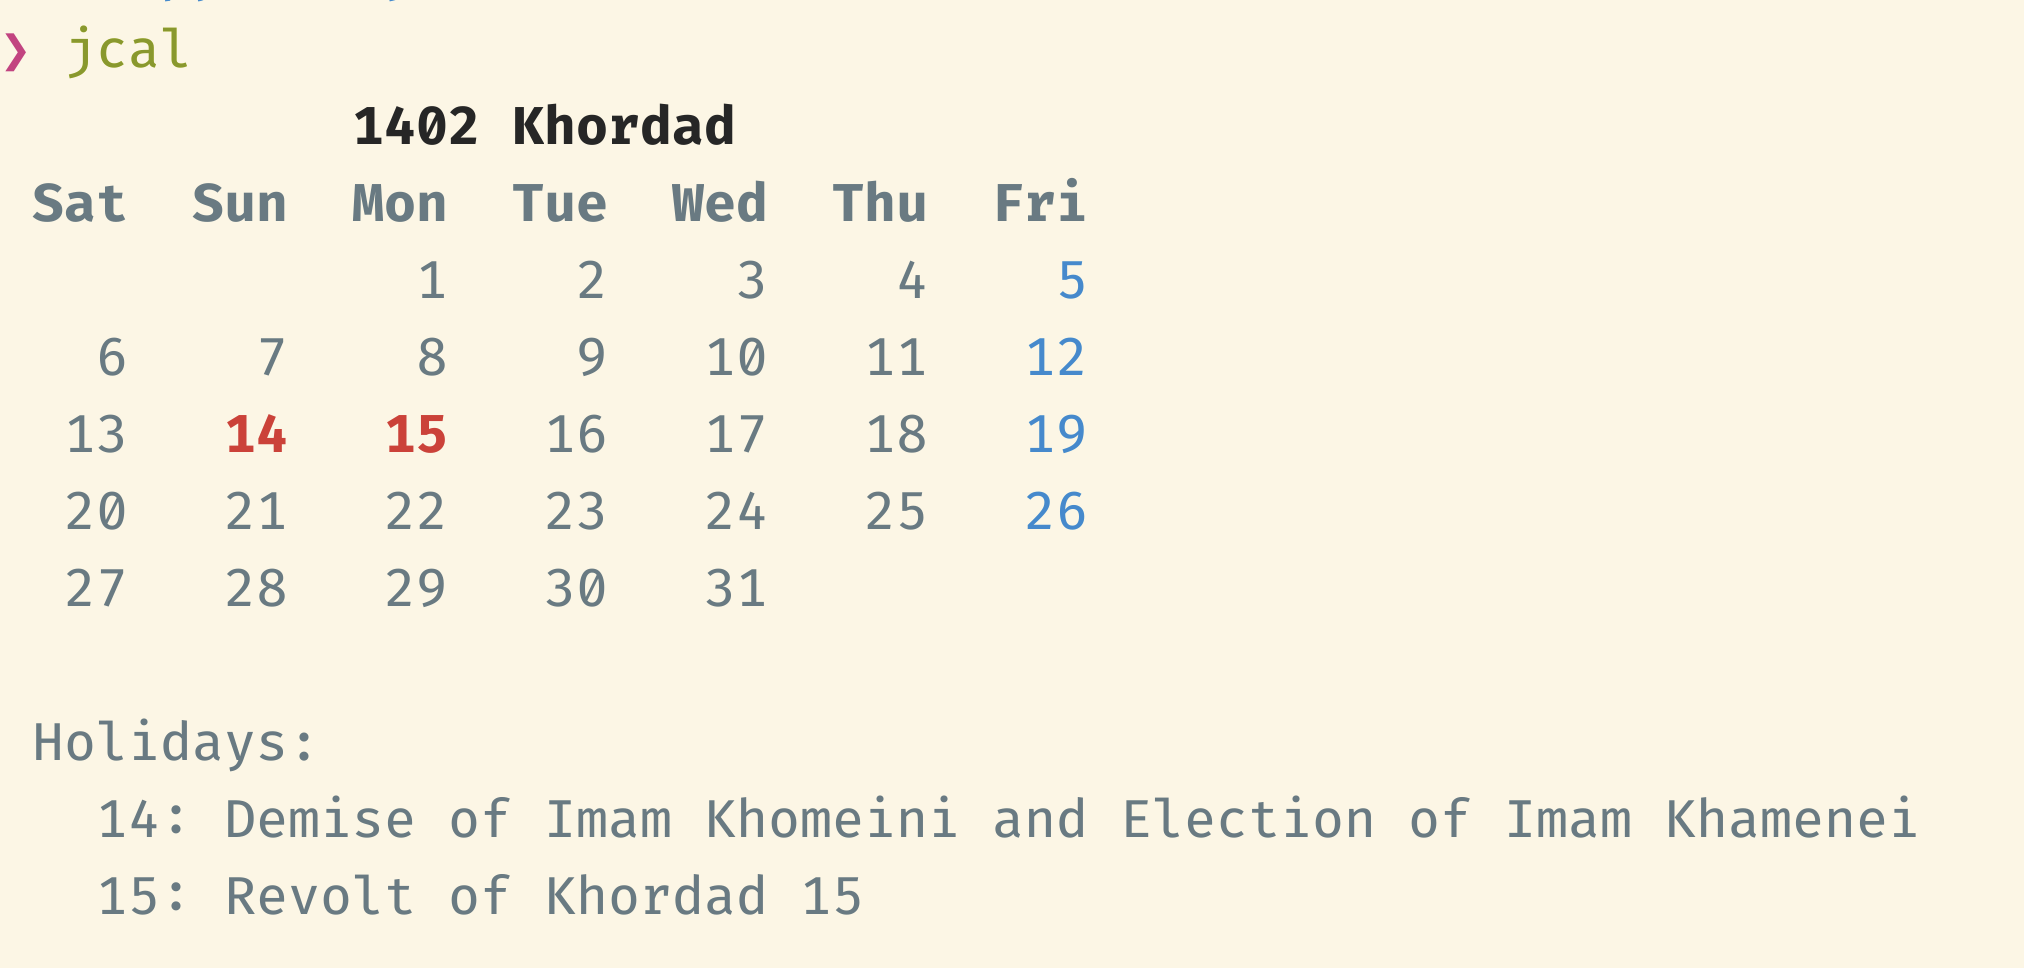 ❯ jcal
1402 Khordad
Sat Sun Mon Tue Wed Thu Fri
1 2 3 4 5
6 7 8 9 10 11 12
13 14 15 16 17 18 19
20 21 22 23 24 25 26
27 28 29 30 31
Holidays:
14: Demise of Imam Khomeini and Election of Imam Khamenei
15: Revolt of Khordad 15